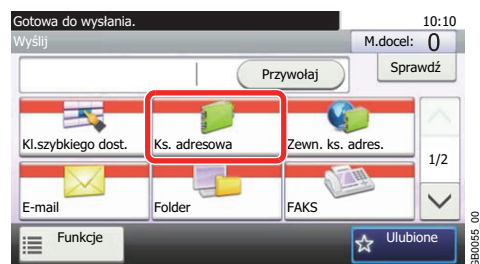 Gotowa do wysłania.
10:10
Wyślij
M.docel: 0
Przywołaj
Sprawdź
Kl.szybkiego dost.
Ks. adresowa
Zewn. ks. adres.
1/2
E-mail
Folder
FAKS
Funkcje
Ulubione
GB0055_00